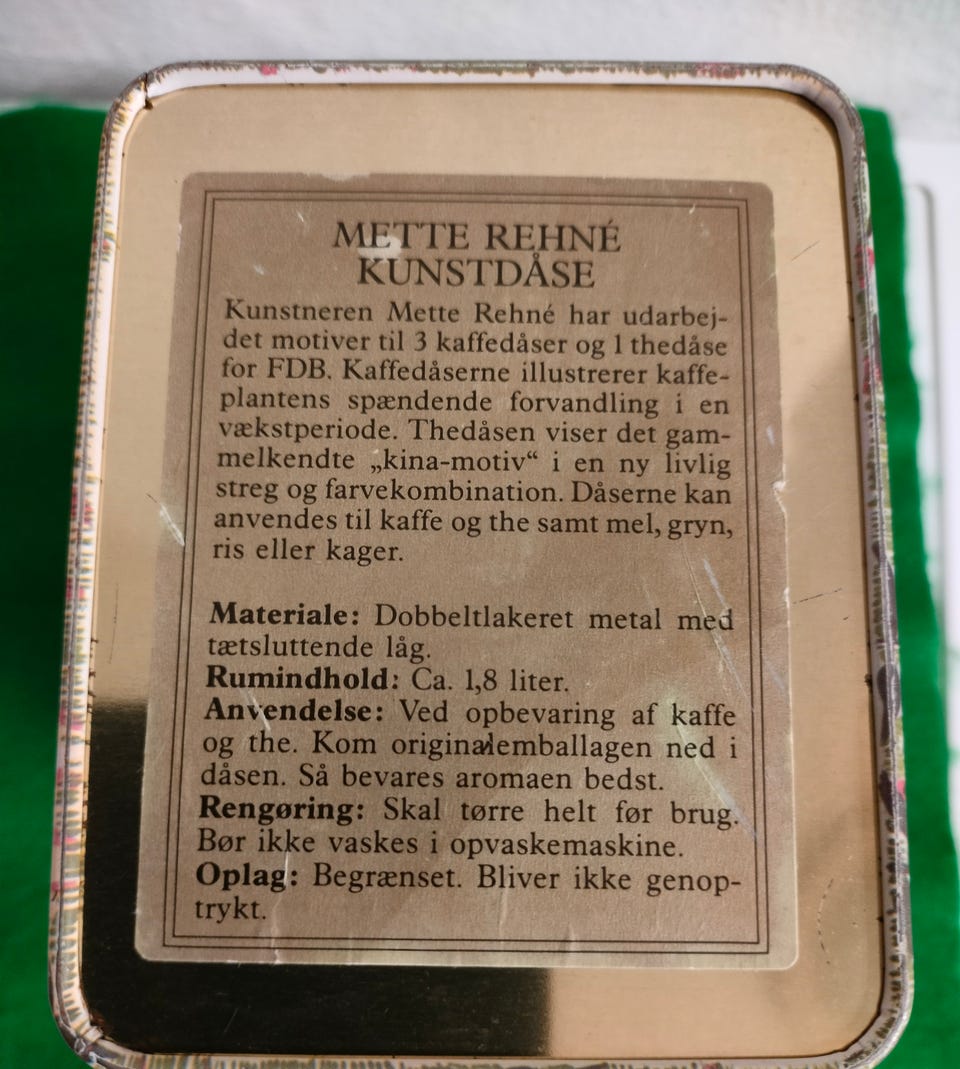 METTE REHNÉ
KUNSTDÅSE
Kunstneren Mette Rehné har udarbej-
det motiver til 3 kaffedåser og 1 thedåse
for FDB. Kaffedåserne illustrerer kaffe-
plantens spændende forvandling i en
vækstperiode. Thedåsen viser det gam-
melkendte „kina-motiv“ i en ny livlig
streg og farvekombination. Dåserne kan
anvendes til kaffe og the samt mel, gryn,
ris eller kager.
Materiale: Dobbeltlakeret metal med
tætsluttende låg.
Rumindhold: Ca. 1,8 liter.
Anvendelse: Ved opbevaring af kaffe
og the. Kom originalemballagen ned i
dåsen. Så bevares aromaen bedst.
Rengøring: Skal tørre helt før brug.
Bør ikke vaskes i opvaskemaskine.
Oplag: Begrænset. Bliver ikke genop-
trykt.